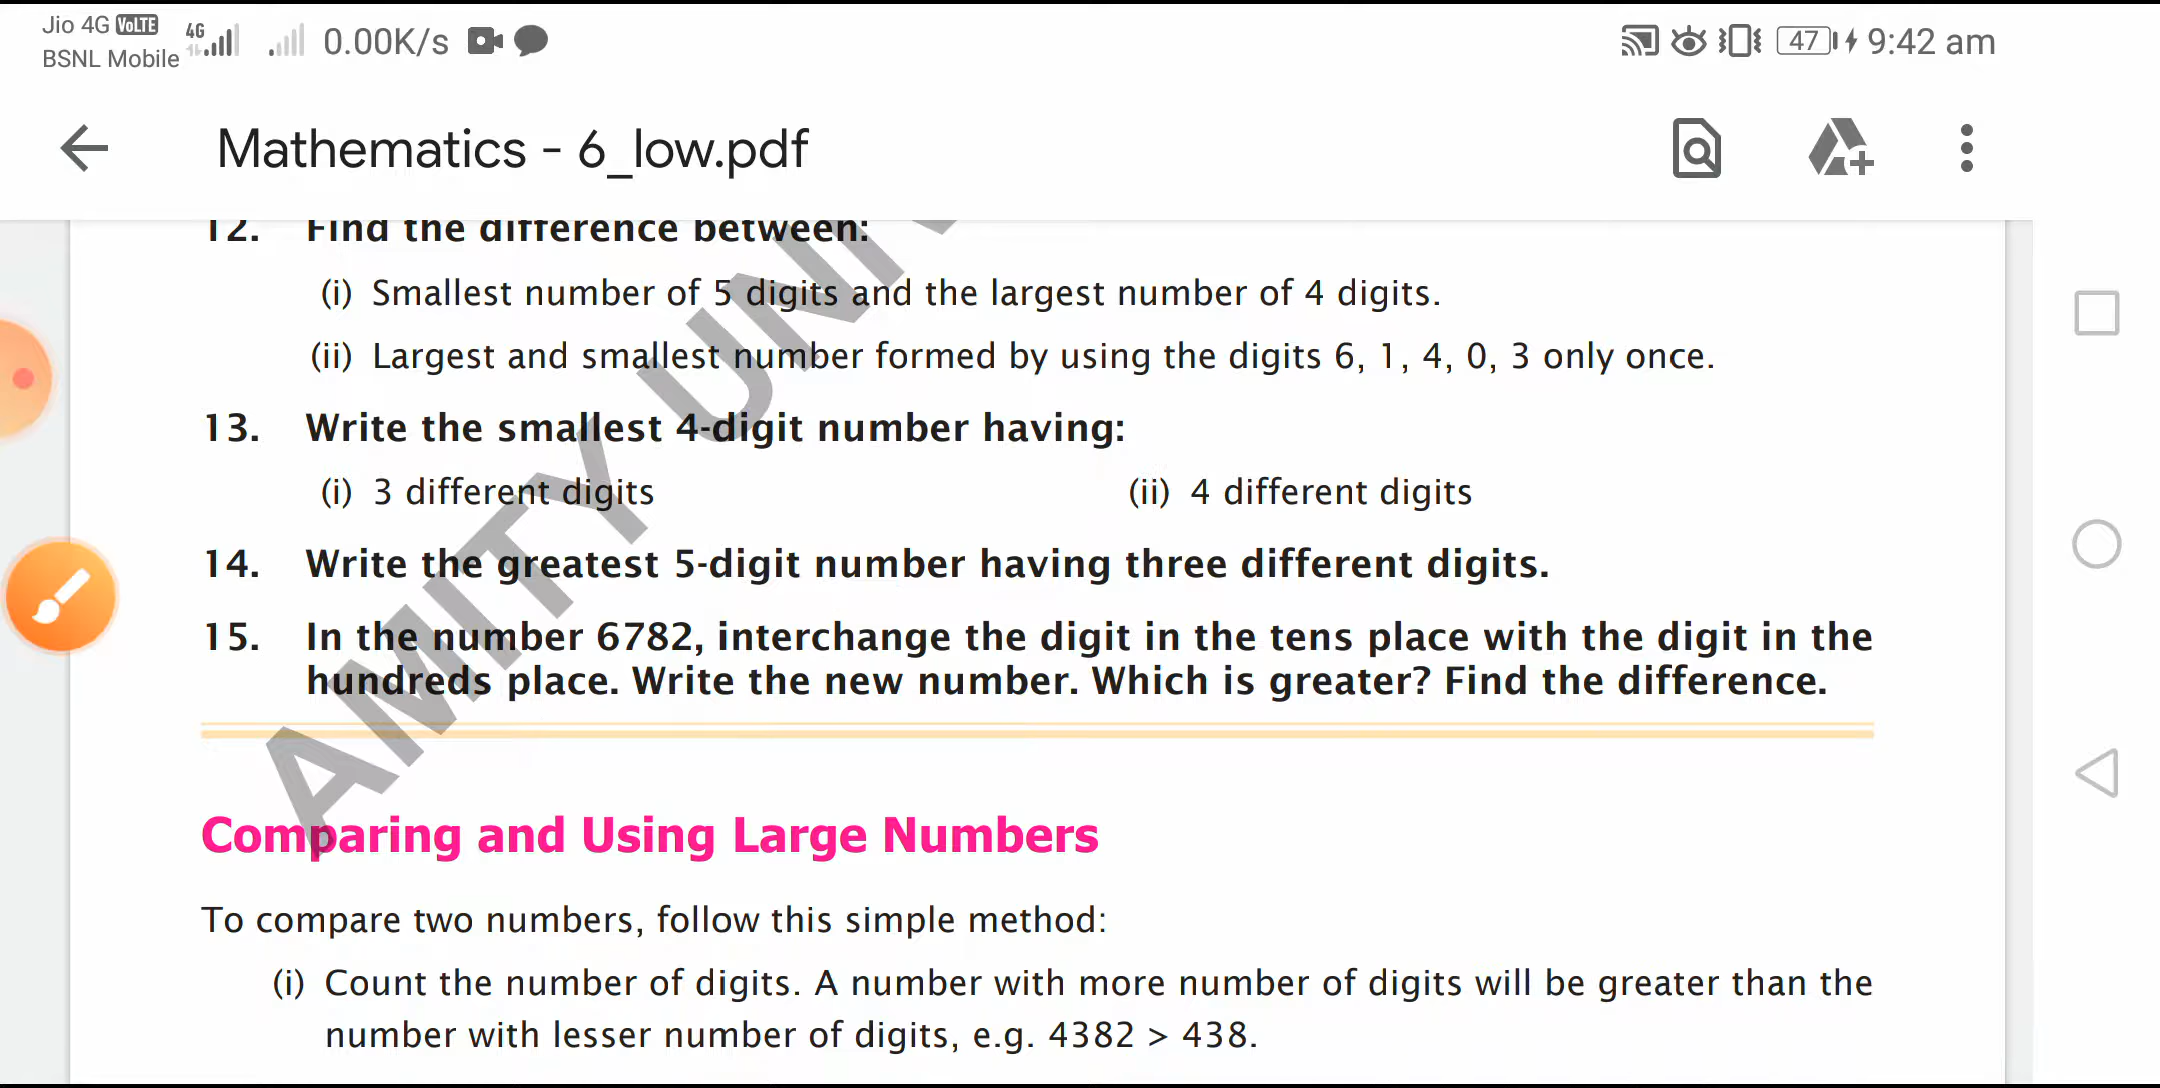 Jio 4G VoLTE 4G 0.00K/s 47 9:42 am
BSNL Mobile
Mathematics - 6_low.pdf
12. Find the difference between:
(i) Smallest number of 5 digits and the largest number of 4 digits.
(ii) Largest and smallest number formed by using the digits 6, 1, 4, 0, 3 only once.
13. Write the smallest 4-digit number having:
(i) 3 different digits (ii) 4 different digits
14. Write the greatest 5-digit number having three different digits.
15. In the number 6782, interchange the digit in the tens place with the digit in the
hundreds place. Write the new number. Which is greater? Find the difference.
AMITY UNI
Comparing and Using Large Numbers
To compare two numbers, follow this simple method:
(i) Count the number of digits. A number with more number of digits will be greater than the
number with lesser number of digits, e.g. 4382 > 438.